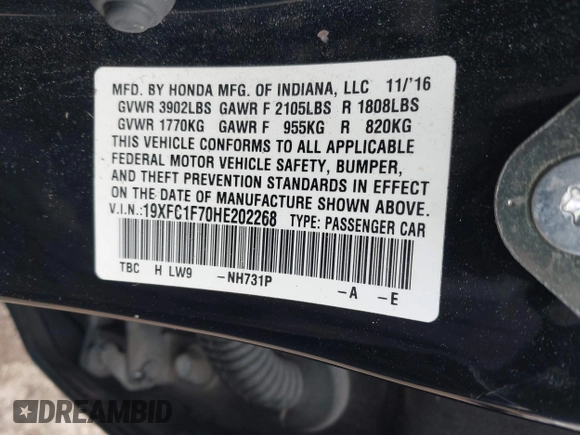 MFD. BY HONDA MFG. OF INDIANA, LLC 11/'16
GVWR 3902LBS GAWR F 2105LBS R 1808LBS
GVWR 1770KG GAWR F 955KG R 820KG
THIS VEHICLE CONFORMS TO ALL APPLICABLE
FEDERAL MOTOR VEHICLE SAFETY, BUMPER,
AND THEFT PREVENTION STANDARDS IN EFFECT
ON THE DATE OF MANUFACTURE SHOWN ABOVE.
V.I.N.:19XFC1F70HE202268 TYPE: PASSENGER CAR
TBC H LW9 -NH731P -A -E
DREAMBID